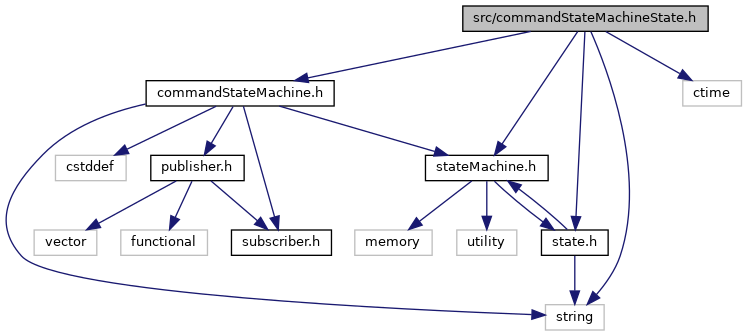 src/commandStateMachineState.h
commandStateMachine.h
ctime
cstddef
publisher.h
stateMachine.h
vector
functional
subscriber.h
memory
utility
state.h
string